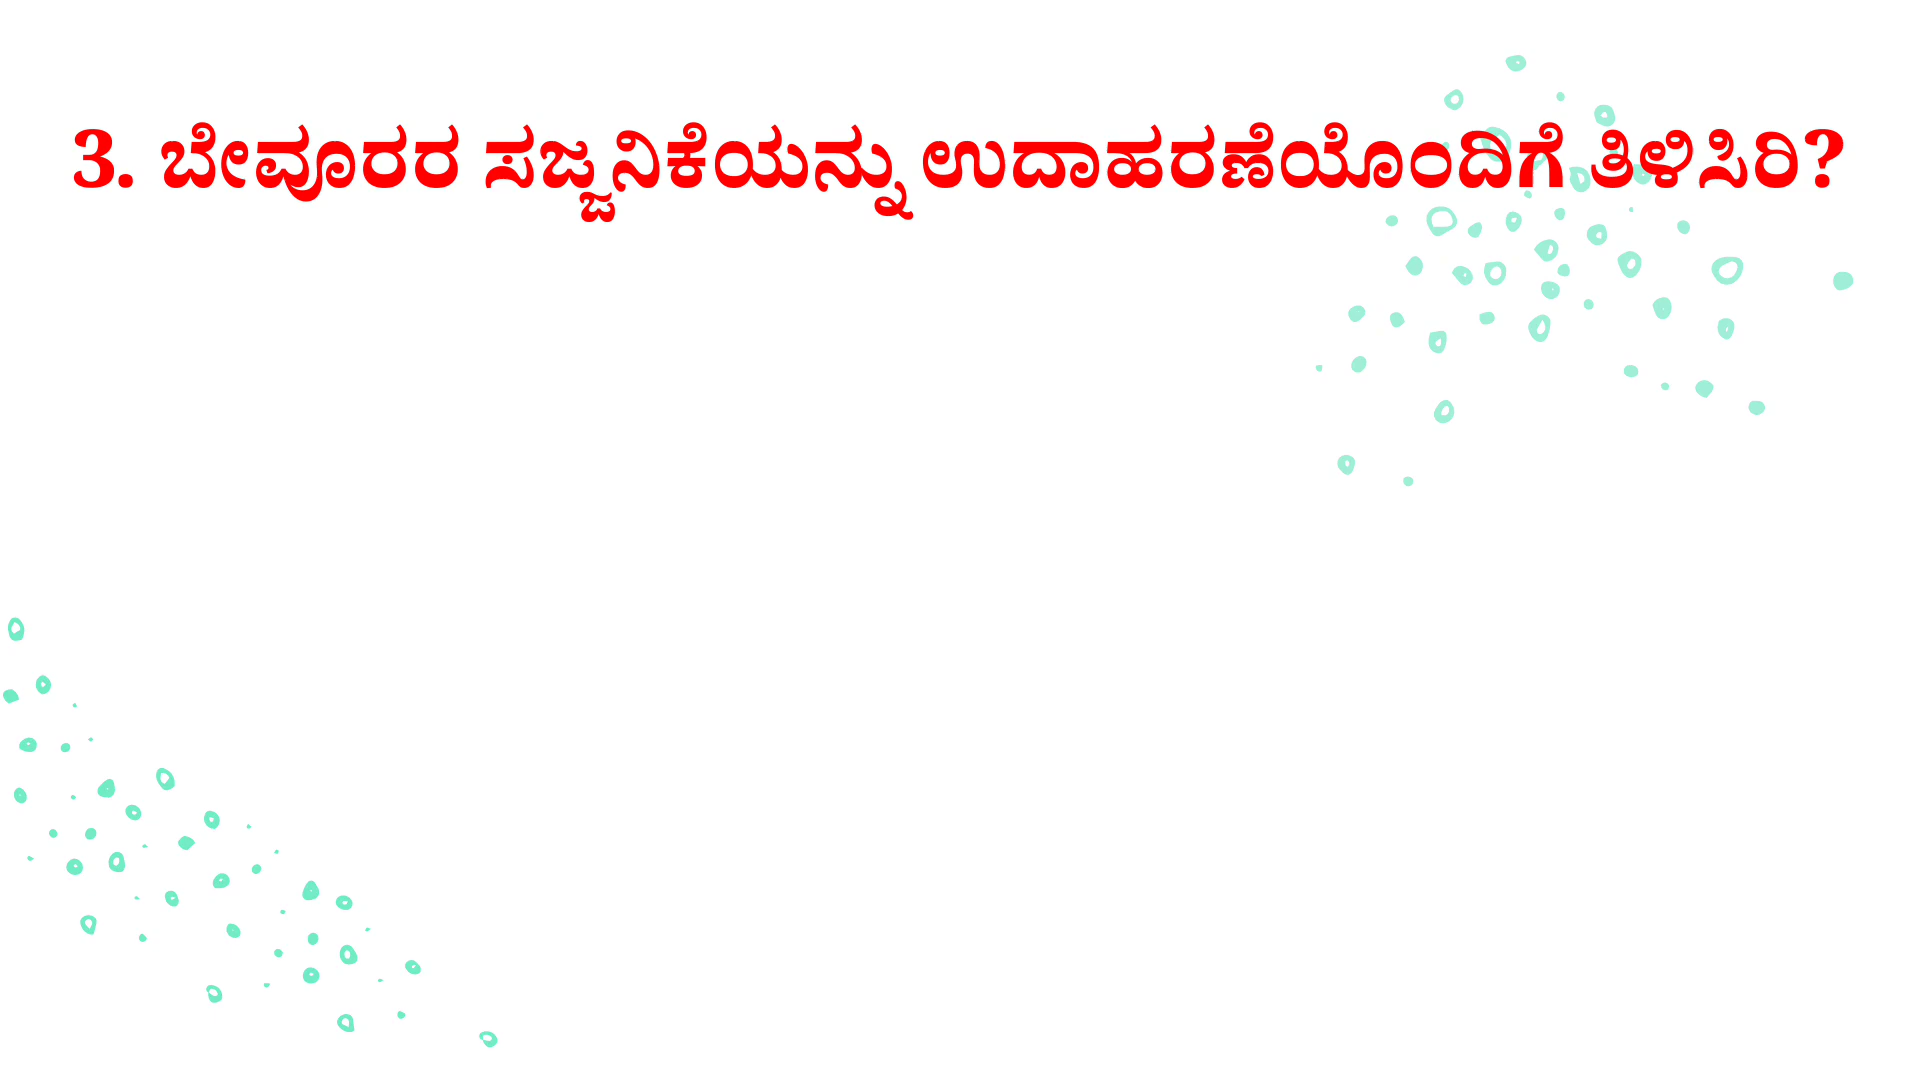 3. ಬೇವೂರರ ಸಜ್ಜನಿಕೆಯನ್ನು ಉದಾಹರಣೆಯೊಂದಿಗೆ ತಿಳಿಸಿರಿ?